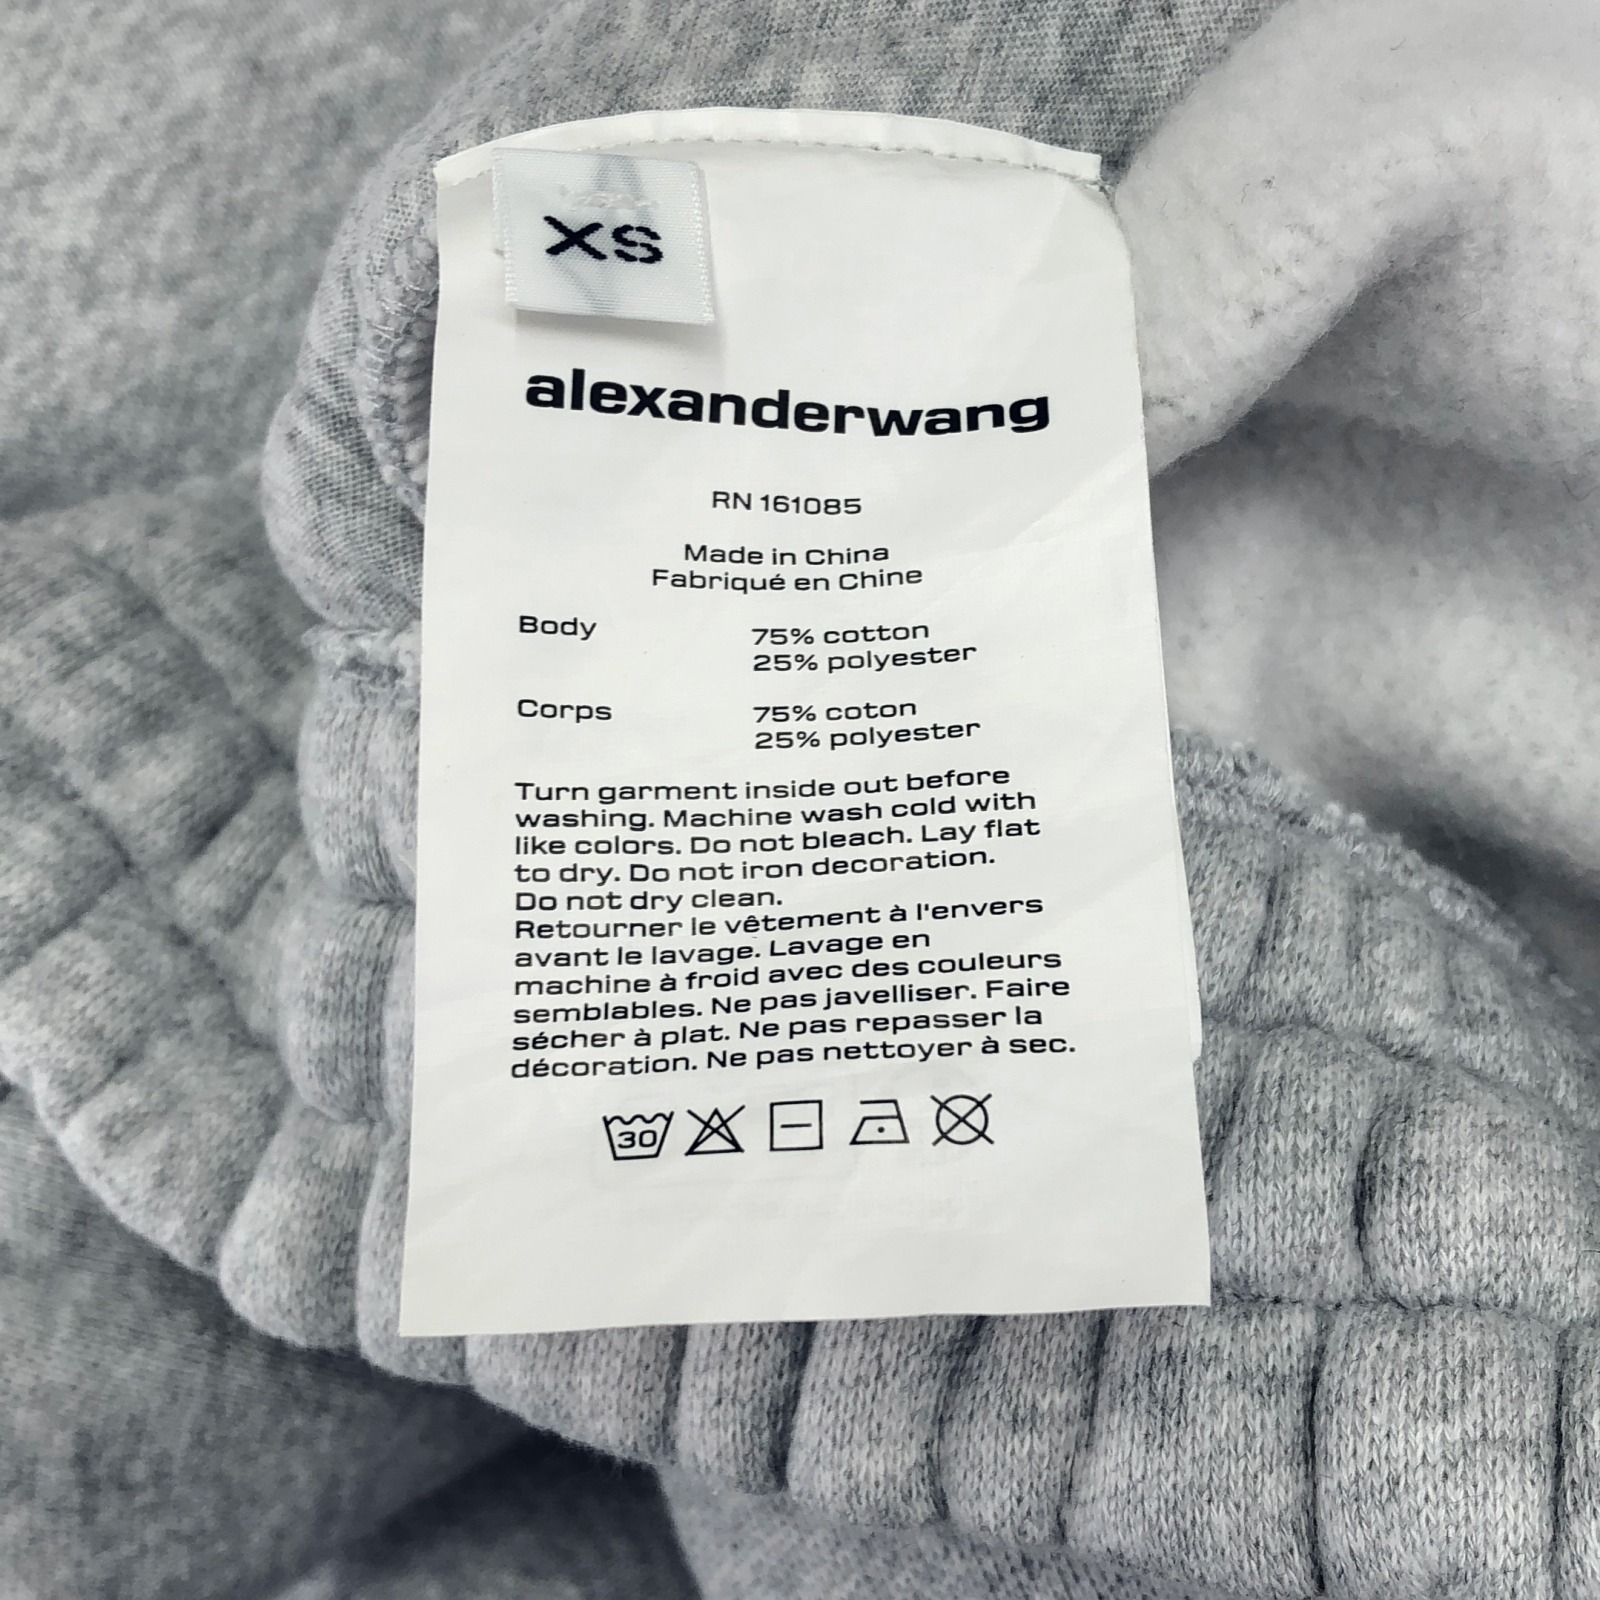 XS
alexanderwang
RN 161085
Made in China
Fabriqué en Chine
Body 75% cotton
25% polyester
Corps 75% coton
25% polyester
Turn garment inside out before
washing. Machine wash cold with
like colors. Do not bleach. Lay flat
to dry. Do not iron decoration.
Do not dry clean.
Retourner le vêtement à l'envers
avant le lavage. Lavage en
machine à froid avec des couleurs
semblables. Ne pas javelliser. Faire
sécher à plat. Ne pas repasser la
décoration. Ne pas nettoyer à sec.
30